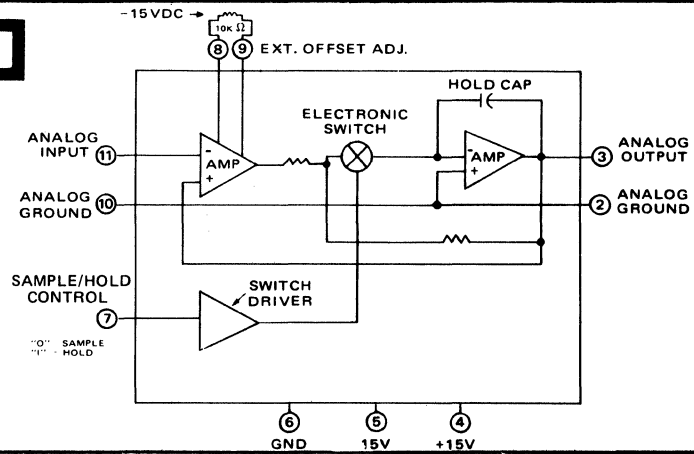 -15VDC →
10K Ω
8 9 EXT. OFFSET ADJ.
HOLD CAP
ELECTRONIC
SWITCH
ANALOG
INPUT 11
-
AMP
+
-
AMP
+
3 ANALOG
OUTPUT
ANALOG
GROUND 10
2 ANALOG
GROUND
SAMPLE/HOLD
CONTROL
7
SWITCH
DRIVER
"O" SAMPLE
"I" - HOLD
6
GND
5
15V
4
+15V